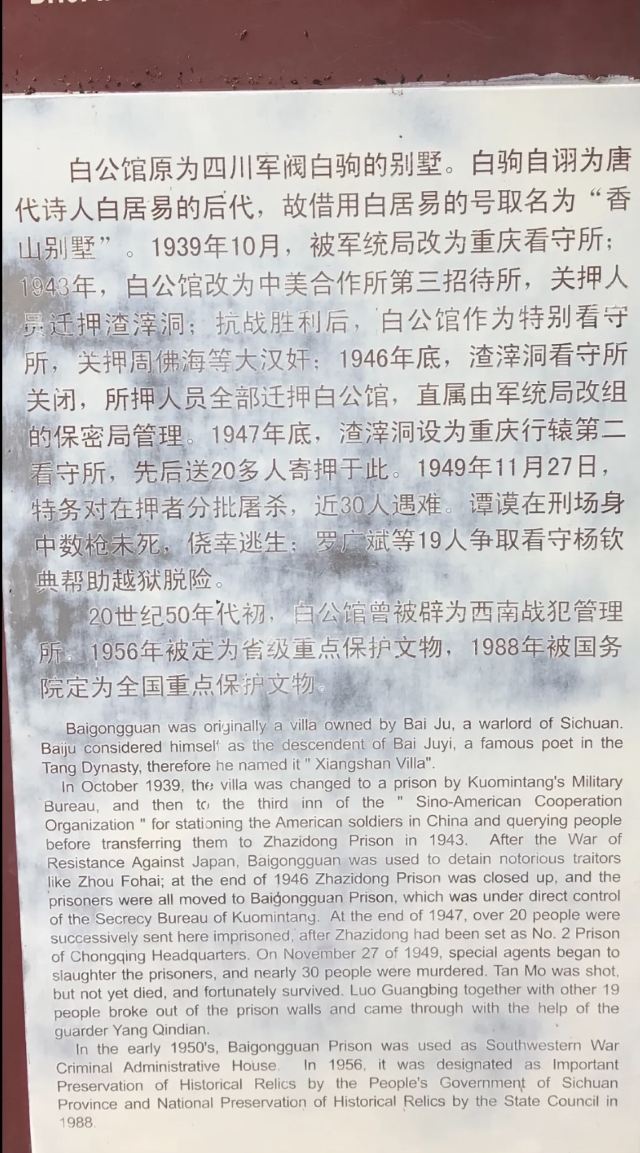 白公馆原为四川军阀白驹的别墅。白驹自诩为唐
代诗人白居易的后代，故借用白居易的号取名为“香
山别墅”。1939年10月，被军统局改为重庆看守所；
1943年，白公馆改为中美合作所第三招待所，关押人
员迁押渣滓洞；抗战胜利后，白公馆作为特别看守
所，关押周佛海等大汉奸；1946年底，渣滓洞看守所
关闭，所押人员全部迁押白公馆，直属由军统局改组
的保密局管理。1947年底，渣滓洞设为重庆行辕第二
看守所，先后送20多人寄押于此。1949年11月27日，
特务对在押者分批屠杀，近30人遇难。谭谟在刑场身
中数枪未死，侥幸逃生；罗广斌等19人争取看守杨钦
典帮助越狱脱险。
20世纪50年代初，白公馆曾被辟为西南战犯管理
所。1956年被定为省级重点保护文物，1988年被国务
院定为全国重点保护文物。
Baigongguan was originally a villa owned by Bai Ju, a warlord of Sichuan.
Baiju considered himself as the descendent of Bai Juyi, a famous poet in the
Tang Dynasty, therefore he named it " Xiangshan Villa".
In October 1939, the villa was changed to a prison by Kuomintang's Military
Bureau, and then to the third inn of the " Sino-American Cooperation
Organization " for stationing the American soldiers in China and querying people
before transferring them to Zhazidong Prison in 1943. After the War of
Resistance Against Japan, Baigongguan was used to detain notorious traitors
like Zhou Fohai; at the end of 1946 Zhazidong Prison was closed up, and the
prisoners were all moved to Baigongguan Prison, which was under direct control
of the Secrecy Bureau of Kuomintang. At the end of 1947, over 20 people were
successively sent here imprisoned, after Zhazidong had been set as No. 2 Prison
of Chongqing Headquarters. On November 27 of 1949, special agents began to
slaughter the prisoners, and nearly 30 people were murdered. Tan Mo was shot,
but not yet died, and fortunately survived. Luo Guangbing together with other 19
people broke out of the prison walls and came through with the help of the
guarder Yang Qindian.
In the early 1950's, Baigongguan Prison was used as Southwestern War
Criminal Administrative House. In 1956, it was designated as Important
Preservation of Historical Relics by the People's Government of Sichuan
Province and National Preservation of Historical Relics by the State Council in
1988.